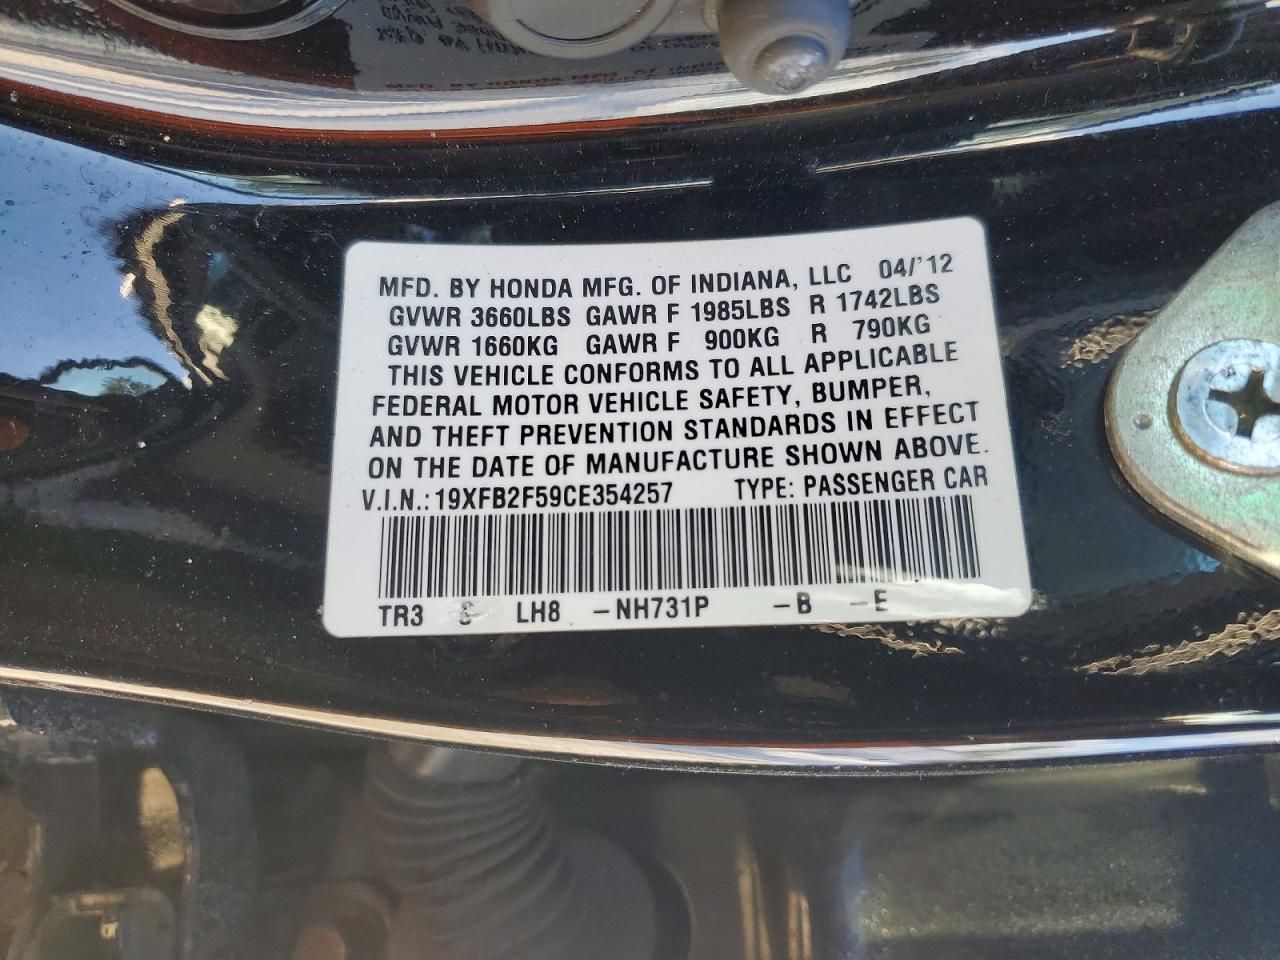 MFD. BY HONDA MFG. OF INDIANA, LLC 04/'12
GVWR 3660LBS GAWR F 1985LBS R 1742LBS
GVWR 1660KG GAWR F 900KG R 790KG
THIS VEHICLE CONFORMS TO ALL APPLICABLE
FEDERAL MOTOR VEHICLE SAFETY, BUMPER,
AND THEFT PREVENTION STANDARDS IN EFFECT
ON THE DATE OF MANUFACTURE SHOWN ABOVE.
V.I.N.: 19XFB2F59CE354257 TYPE: PASSENGER CAR
TR3 LH8 -NH731P -B -E